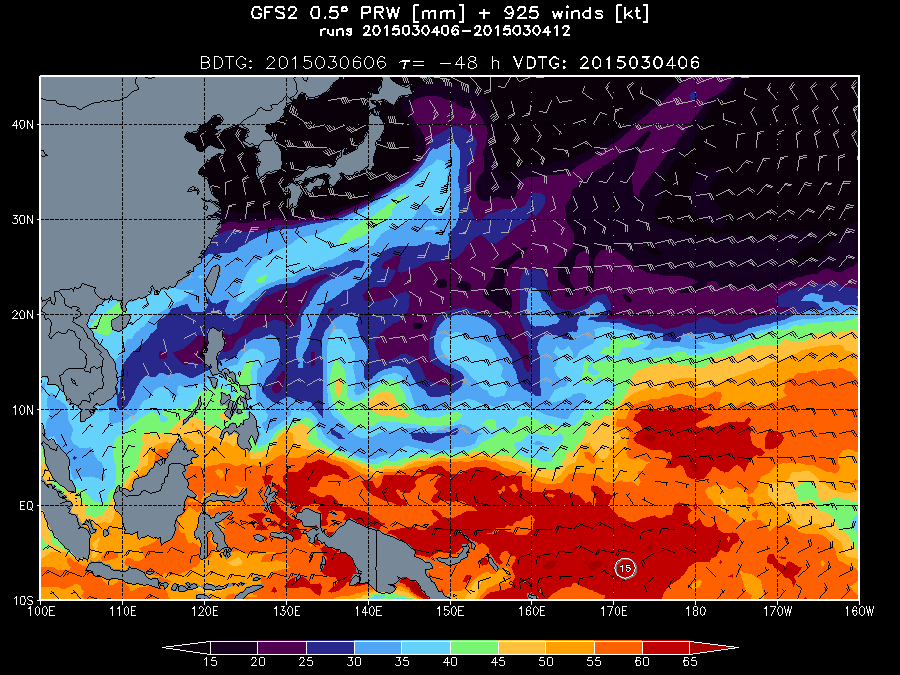 GFS2 0.5° PRW [mm] + 925 winds [kt]
runs 2015030406-2015030412
BDTG: 2015030606 τ= -48 h VDTG: 2015030406
40N
30N
20N
10N
EQ
10S
15
100E 110E 120E 130E 140E 150E 160E 170E 180 170W 160W
15 20 25 30 35 40 45 50 55 60 65